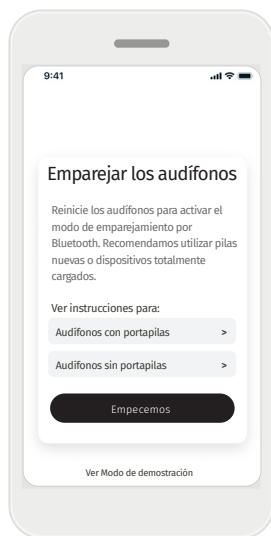 9:41
Emparejar los audífonos
Reinicie los audífonos para activar el
modo de emparejamiento por
Bluetooth. Recomendamos utilizar pilas
nuevas o dispositivos totalmente
cargados.
Ver instrucciones para:
Audífonos con portapilas >
Audífonos sin portapilas >
Empecemos
Ver Modo de demostración